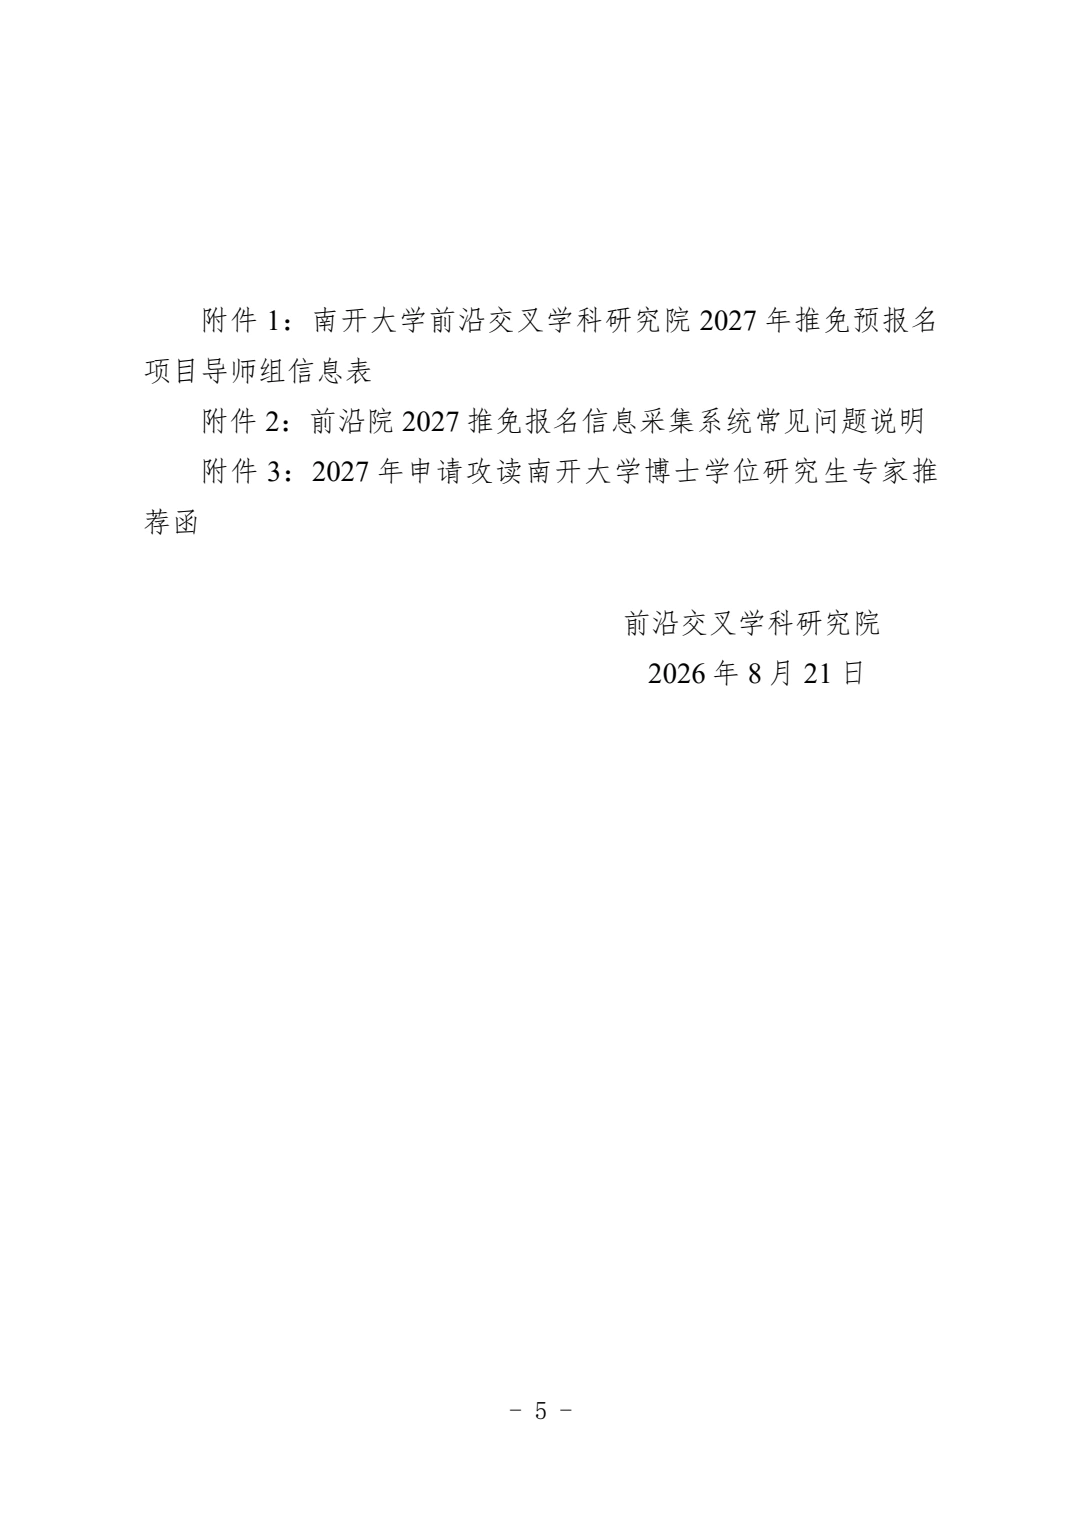 附件 1：南开大学前沿交叉学科研究院 2027 年推免预报名
项目导师组信息表
附件 2：前沿院 2027 推免报名信息采集系统常见问题说明
附件 3：2027 年申请攻读南开大学博士学位研究生专家推
荐函
前沿交叉学科研究院
2026 年 8 月 21 日
- 5 -